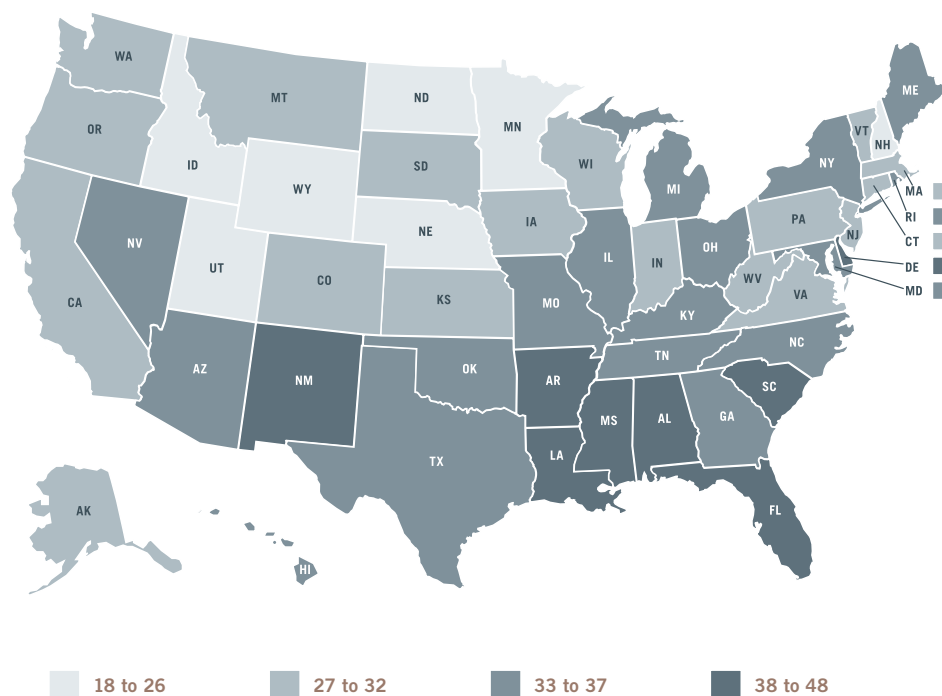 WA
MT
ND
MN
ME
OR
ID
SD
WI
VT
NH
WY
MI
NY
MA
NV
NE
IA
PA
RI
UT
CO
IL
IN
OH
NJ
CT
CA
KS
MO
WV
VA
DE
MD
KY
AZ
NM
OK
AR
TN
NC
TX
LA
MS
AL
GA
SC
AK
FL
HI
18 to 26
27 to 32
33 to 37
38 to 48